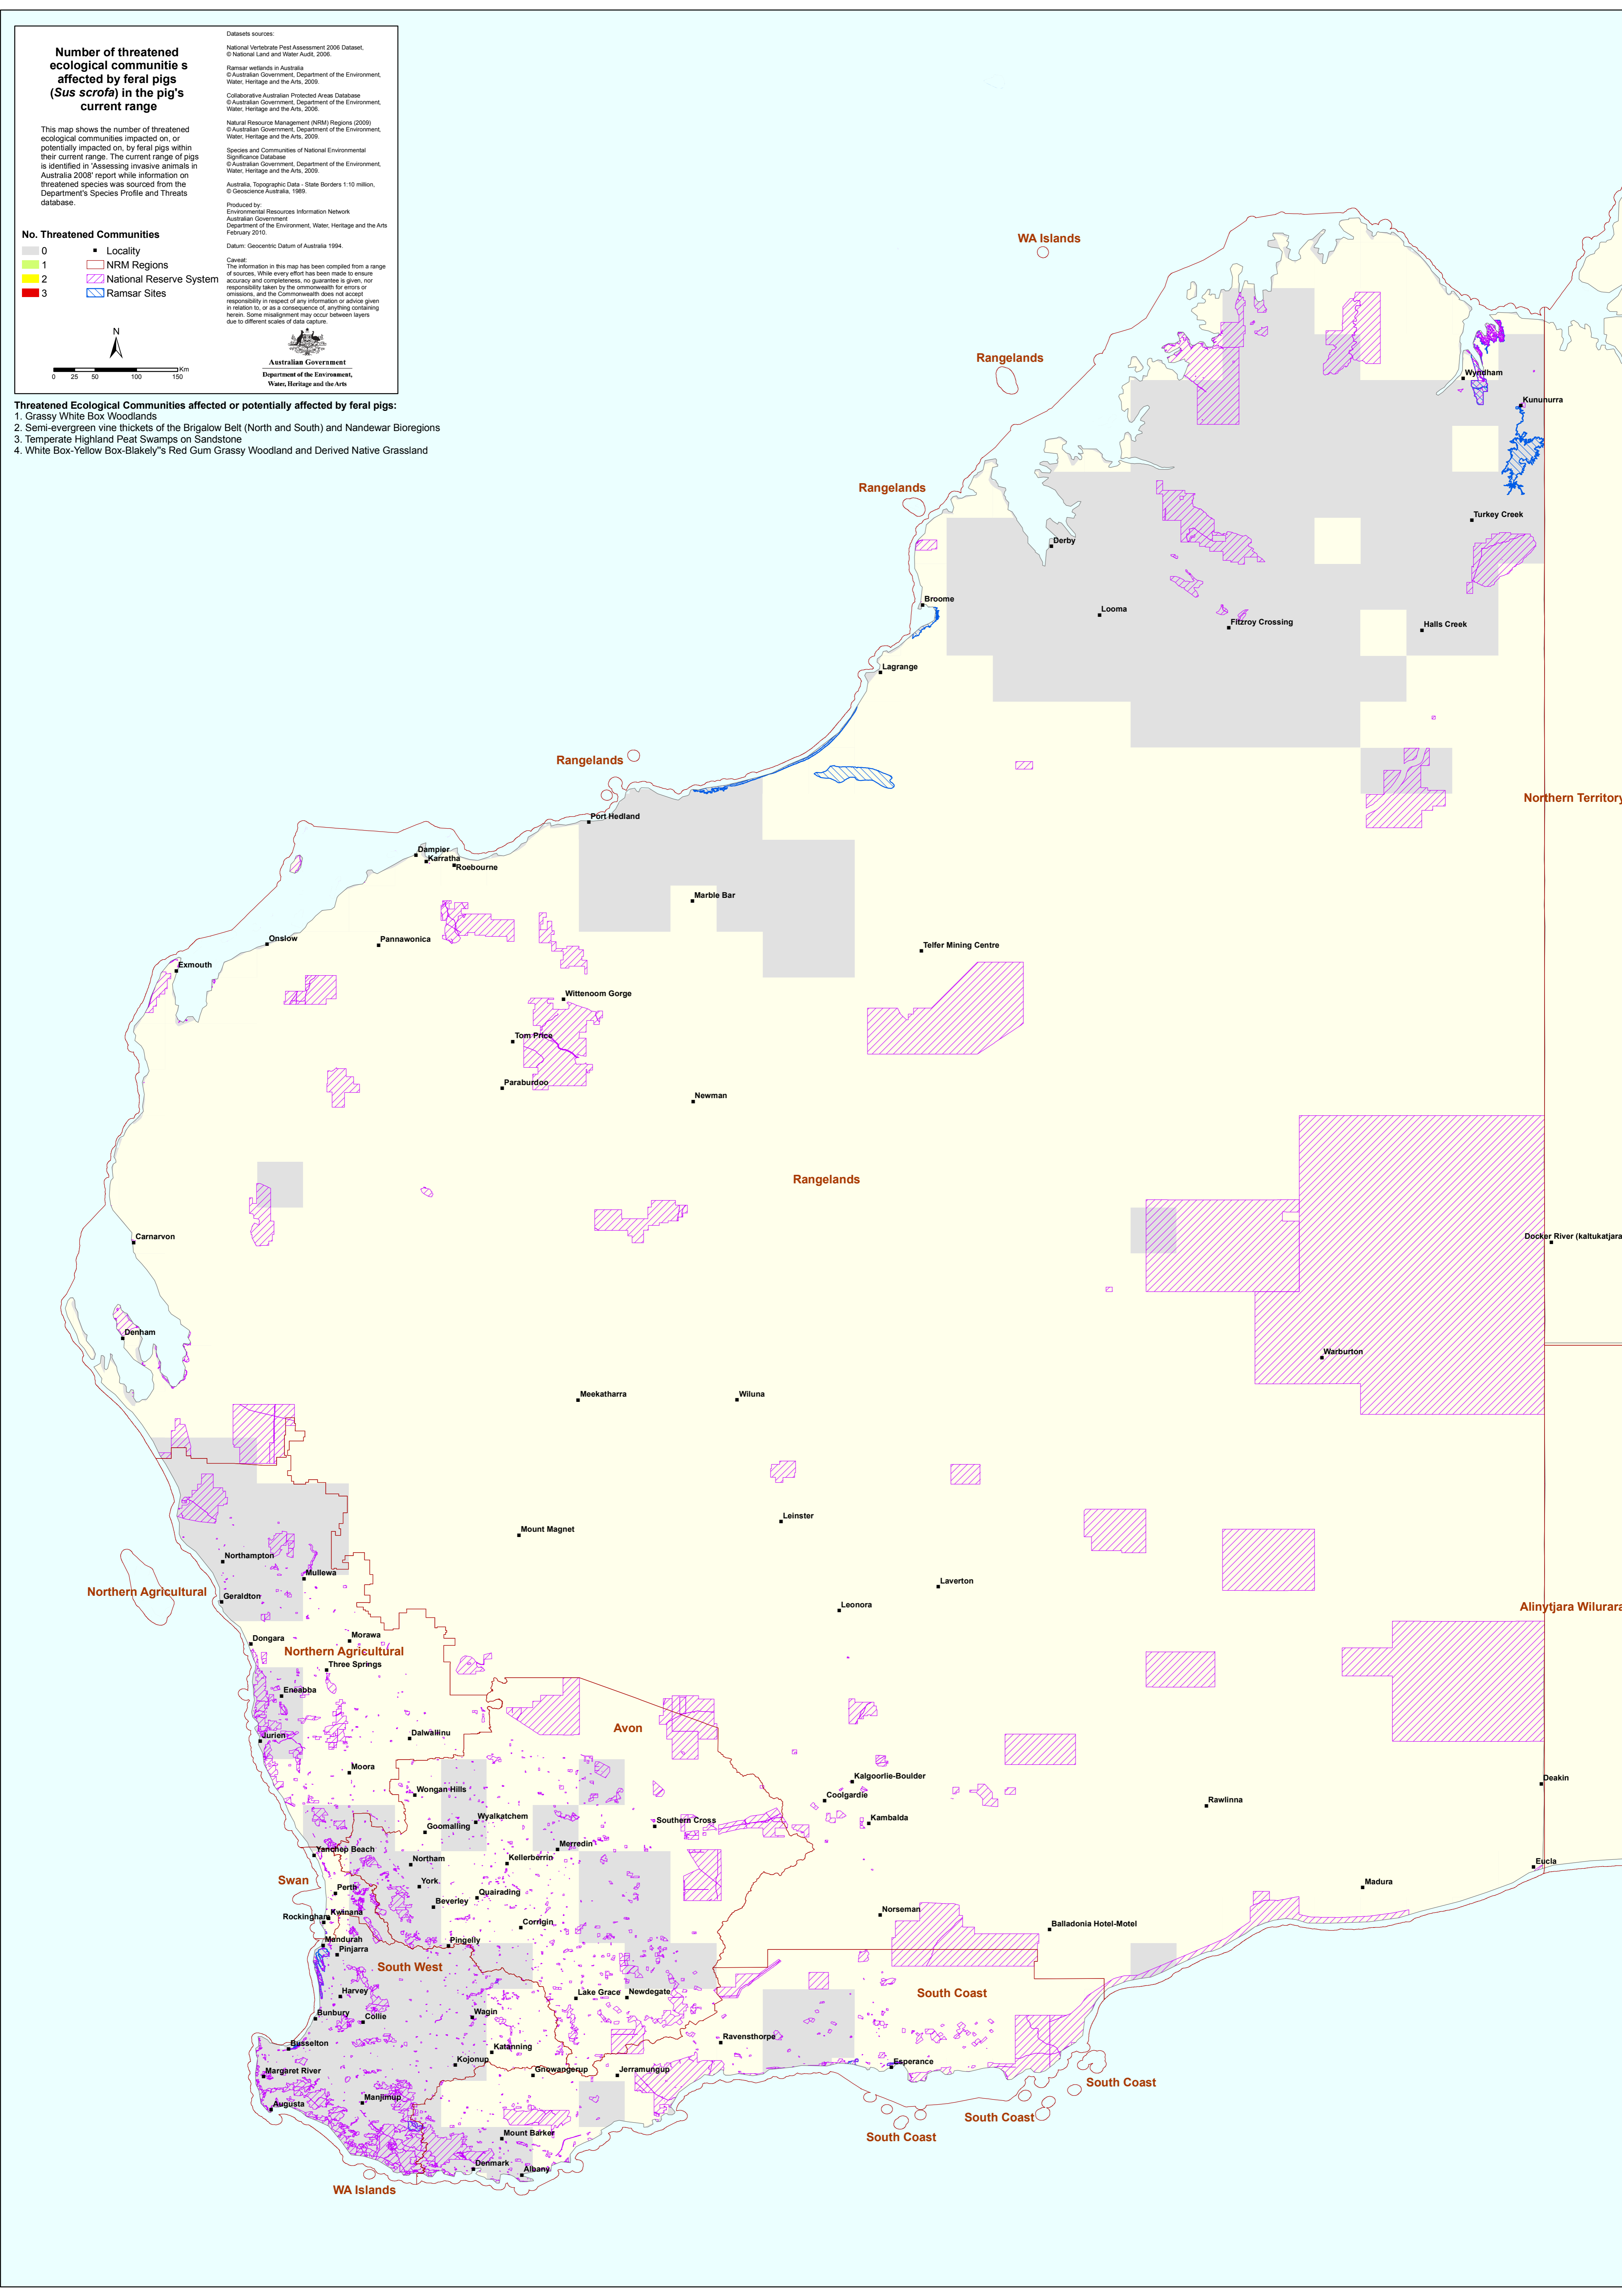 Number of threatened
ecological communitie s
affected by feral pigs
(Sus scrofa) in the pig's
current range
This map shows the number of threatened
ecological communities impacted on, or
potentially impacted on, by feral pigs within
their current range. The current range of pigs
is identified in 'Assessing invasive animals in
Australia 2008' report while information on
threatened species was sourced from the
Department's Species Profile and Threats
database.
No. Threatened Communities
0
1
2
3
Locality
NRM Regions
National Reserve System
Ramsar Sites
N
0 25 50 100 150
Km
Datasets sources:
National Vertebrate Pest Assessment 2006 Dataset,
© National Land and Water Audit, 2006.
Ramsar wetlands in Australia
© Australian Government, Department of the Environment,
Water, Heritage and the Arts, 2009.
Collaborative Australian Protected Areas Database
© Australian Government, Department of the Environment,
Water, Heritage and the Arts, 2006.
Natural Resource Management (NRM) Regions (2009)
© Australian Government, Department of the Environment,
Water, Heritage and the Arts, 2009.
Species and Communities of National Environmental
Significance Database
© Australian Government, Department of the Environment,
Water, Heritage and the Arts, 2009.
Australia, Topographic Data - State Borders 1:10 million,
© Geoscience Australia, 1989.
Produced by:
Environmental Resources Information Network
Australian Government
Department of the Environment, Water, Heritage and the Arts
February 2010.
Datum: Geocentric Datum of Australia 1994.
Caveat:
The information in this map has been compiled from a range
of sources. While every effort has been made to ensure
accuracy and completeness, no guarantee is given, nor
responsibility taken by the commonwealth for errors or
omissions, and the Commonwealth does not accept
responsibility in respect of any information or advice given
in relation to, or as a consequence of, anything containing
herein. Some misalignment may occur between layers
due to different scales of data capture.
Australian Government
Department of the Environment,
Water, Heritage and the Arts
Threatened Ecological Communities affected or potentially affected by feral pigs:
1. Grassy White Box Woodlands
2. Semi-evergreen vine thickets of the Brigalow Belt (North and South) and Nandewar Bioregions
3. Temperate Highland Peat Swamps on Sandstone
4. White Box-Yellow Box-Blakely"s Red Gum Grassy Woodland and Derived Native Grassland
WA Islands
Rangelands
Wyndham
Kununurra
Rangelands
Turkey Creek
Derby
Broome
Looma
Fitzroy Crossing
Halls Creek
Lagrange
Rangelands
Northern Territory
Port Hedland
Dampier
Karratha
Roebourne
Marble Bar
Onslow
Pannawonica
Telfer Mining Centre
Exmouth
Wittenoom Gorge
Tom Price
Paraburdoo
Newman
Rangelands
Carnarvon
Docker River (kaltukatjara
Denham
Warburton
Meekatharra
Wiluna
Leinster
Mount Magnet
Northampton
Mullewa
Northern Agricultural
Geraldton
Laverton
Leonora
Alinytjara Wilurara
Dongara
Morawa
Northern Agricultural
Three Springs
Eneabba
Avon
Jurien
Dalwallinu
Moora
Kalgoorlie-Boulder
Deakin
Wongan Hills
Coolgardie
Rawlinna
Wyalkatchem
Southern Cross
Kambalda
Goomalling
Merredin
Yanchep Beach
Northam
Kellerberrin
Eucla
Swan
York
Perth
Quairading
Madura
Beverley
Kwinana
Rockingham
Corrigin
Norseman
Balladonia Hotel-Motel
Mandurah
Pingelly
Pinjarra
South West
Harvey
Lake Grace
Newdegate
South Coast
Bunbury
Collie
Wagin
Ravensthorpe
Busselton
Katanning
Kojonup
Esperance
Margaret River
Gnowangerup
Jerramungup
South Coast
Manjimup
Augusta
South Coast
Mount Barker
South Coast
Denmark
Albany
WA Islands